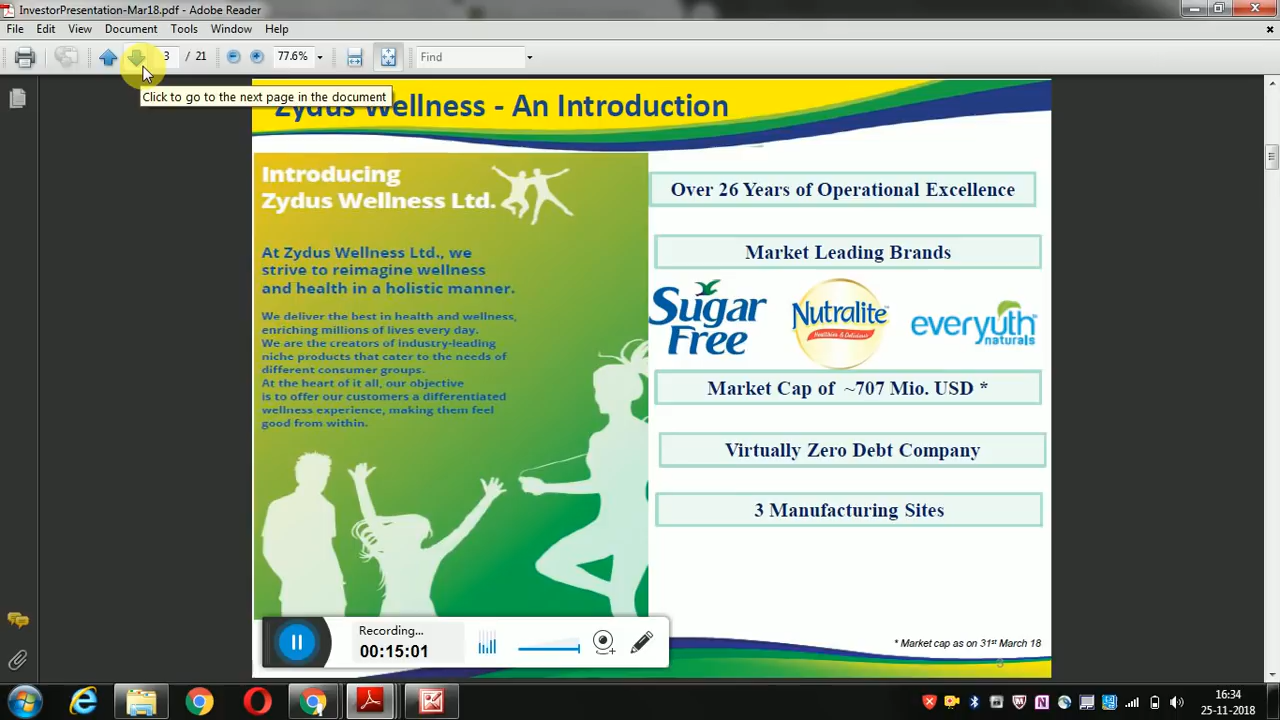 InvestorPresentation-Mar18.pdf - Adobe Reader
File Edit View Document Tools Window Help
3 / 21 77.6% Find
Click to go to the next page in the document
Zydus Wellness - An Introduction
Introducing
Zydus Wellness Ltd.
At Zydus Wellness Ltd., we
strive to reimagine wellness
and health in a holistic manner.
We deliver the best in health and wellness,
enriching millions of lives every day.
We are the creators of industry-leading
niche products that cater to the needs of
different consumer groups.
At the heart of it all, our objective
is to offer our customers a differentiated
wellness experience, making them feel
good from within.
Over 26 Years of Operational Excellence
Market Leading Brands
Sugar
Free
Nutralite
Healthier & Delicious
everyuth
naturals
Market Cap of ~707 Mio. USD *
Virtually Zero Debt Company
3 Manufacturing Sites
* Market cap as on 31st March 18
3
Recording...
00:15:01
16:34
25-11-2018